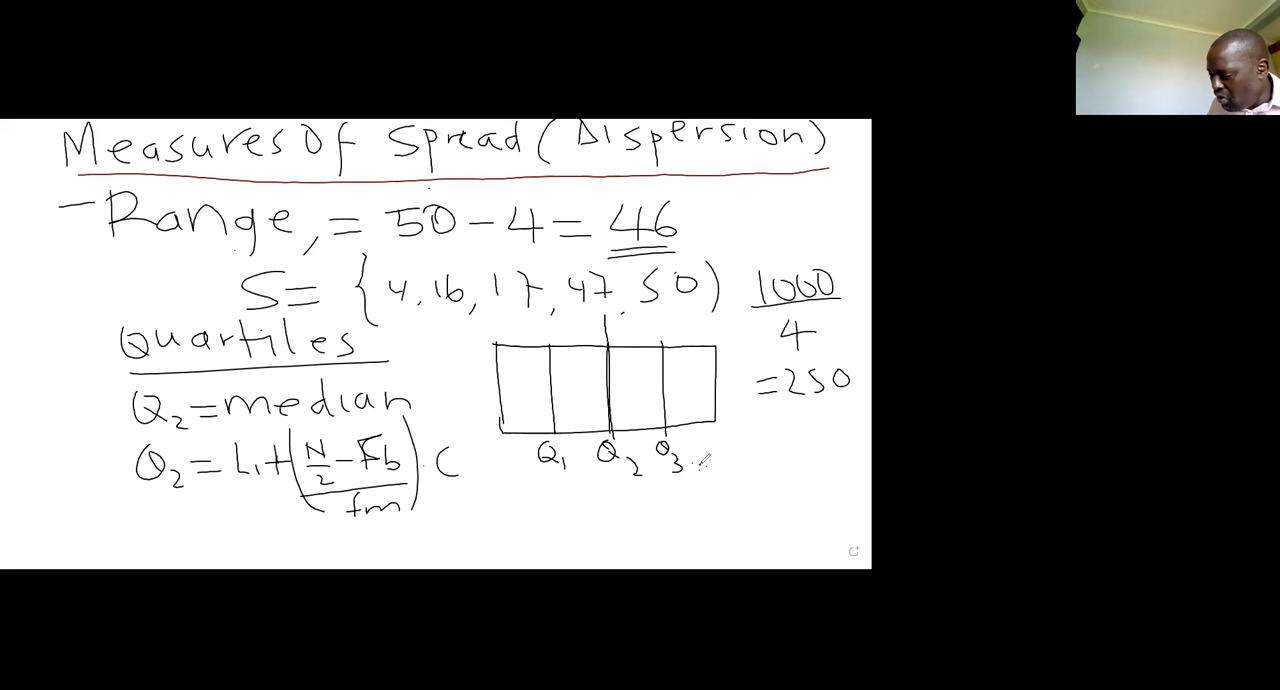 Measures Of Spread (Dispersion)
- Range, = 50 - 4 = 46
S = { 4, 16, 17, 47, 50 )
1000
4
= 250
Quartiles
Q2 = median
Q2 = L1 + (N/2 - Fb / fm) . C
Q1 Q2 Q3